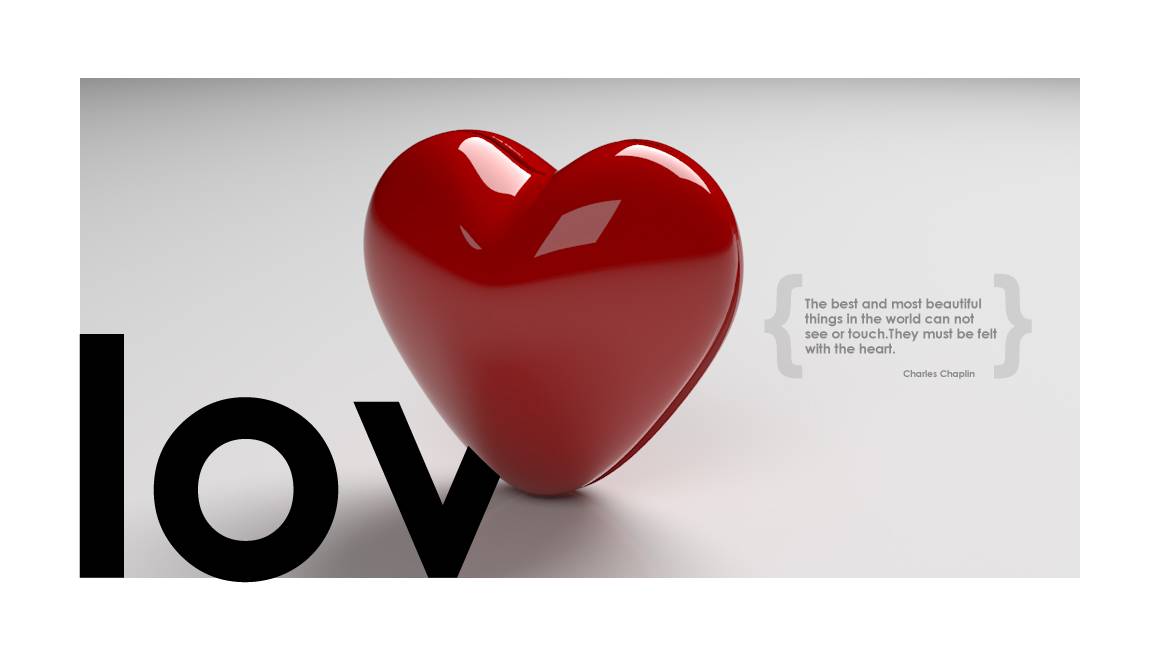 lov
{ The best and most beautiful
things in the world can not
see or touch.They must be felt
with the heart. }
Charles Chaplin